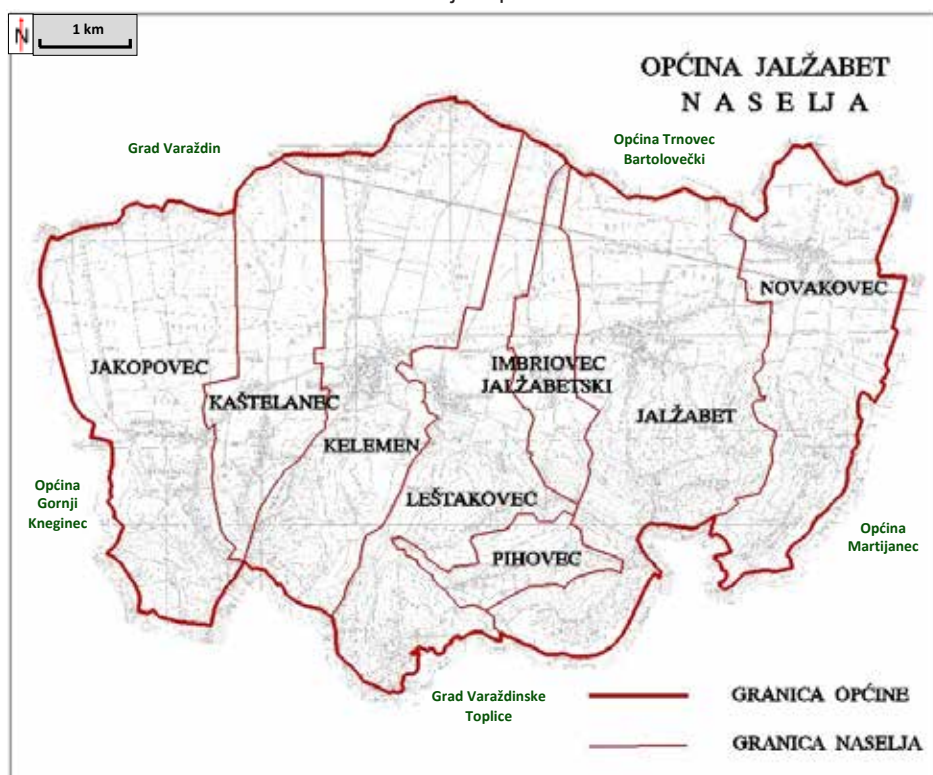 N
1 km
OPĆINA JALŽABET
N A S E L J A
Grad Varaždin
Općina Trnovec
Bartolovečki
NOVAKOVEC
JAKOPOVEC
KAŠTELANEC
IMBRIOVEC
JALŽABETSKI
JALŽABET
KELEMEN
LEŠTAKOVEC
PIHOVEC
Općina
Gornji
Kneginec
Općina
Martijanec
Grad Varaždinske
Toplice
GRANICA OPĆINE
GRANICA NASELJA